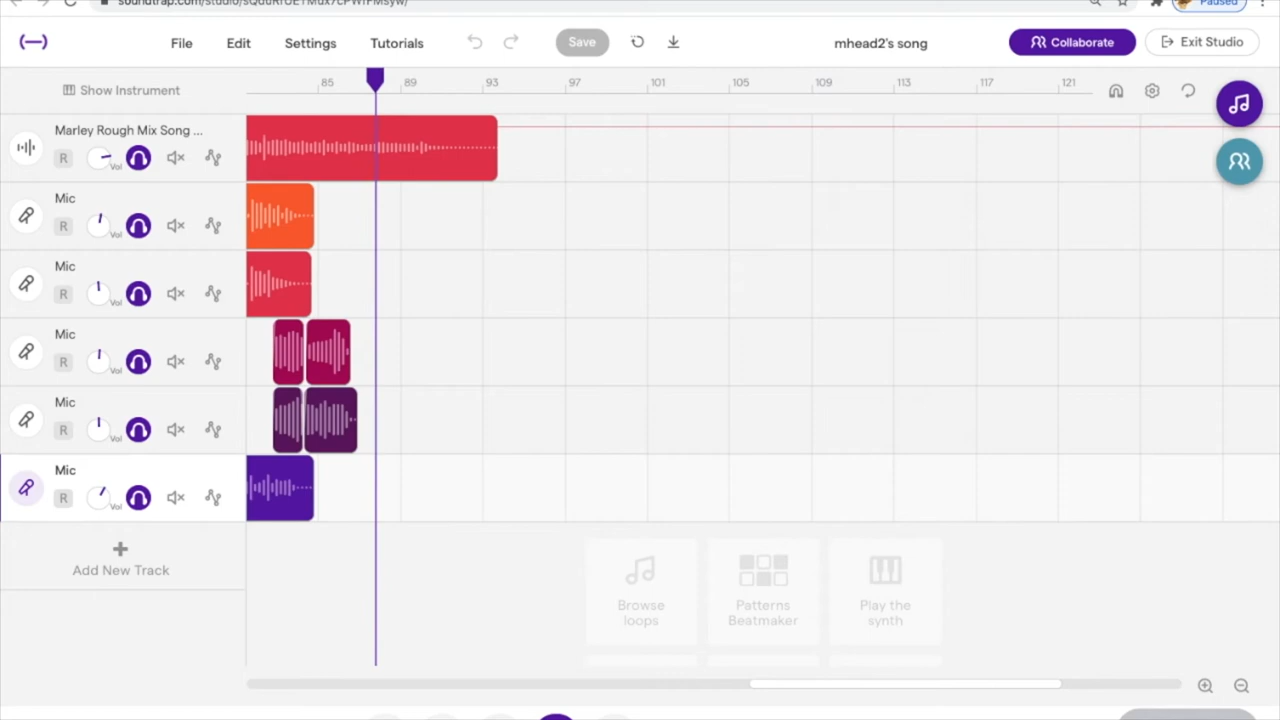 Paused
File
Edit
Settings
Tutorials
Save
mhead2's song
Collaborate
Exit Studio
Show Instrument
85
89
93
97
101
105
109
113
117
121
Marley Rough Mix Song ...
R
Vol
Mic
R
Vol
Mic
R
Vol
Mic
R
Vol
Mic
R
Vol
Mic
R
Vol
Add New Track
Browse
loops
Patterns
Beatmaker
Play the
synth